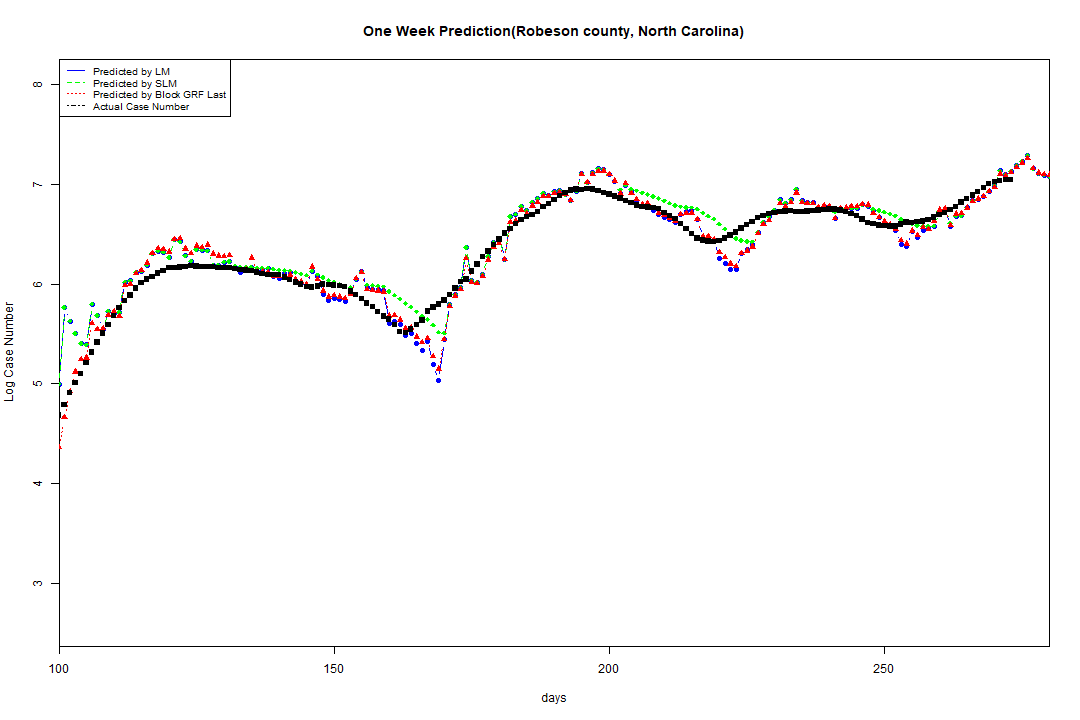 One Week Prediction(Robeson county, North Carolina)
Predicted by LM
Predicted by SLM
Predicted by Block GRF Last
Actual Case Number
8
7
6
5
4
3
Log Case Number
100
150
200
250
days